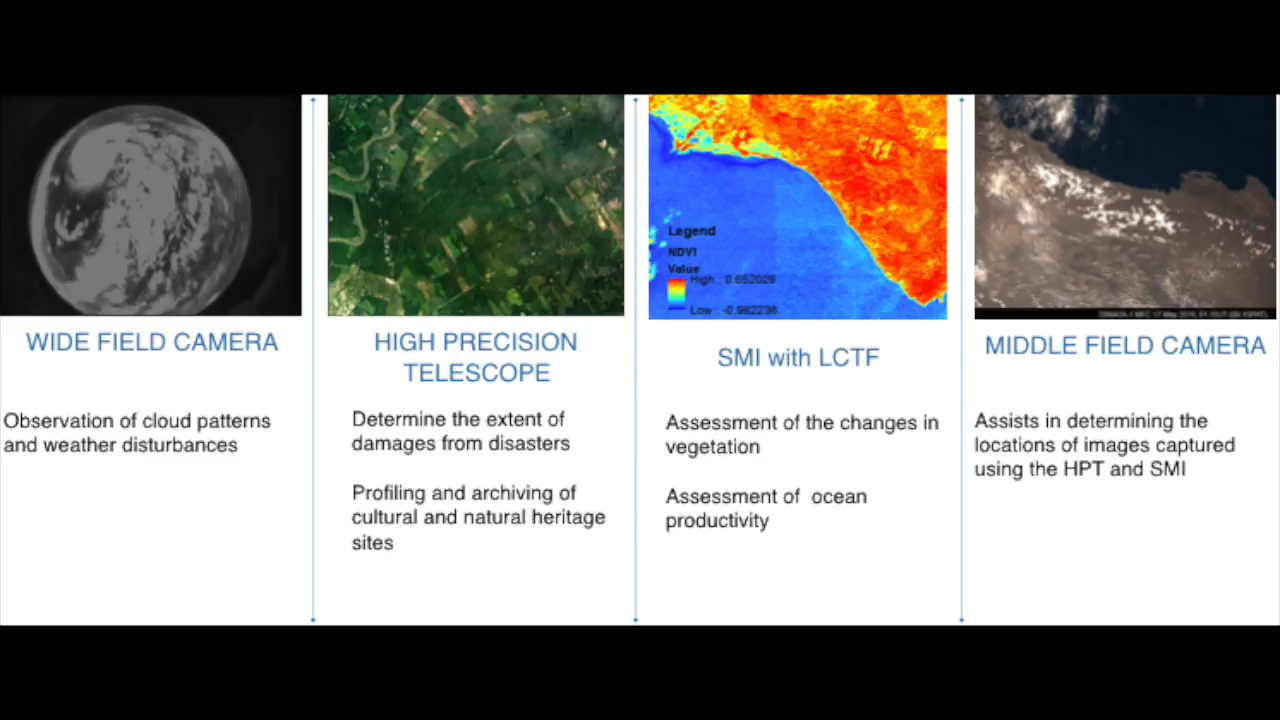 Legend
NDVI
Value
High : 0.652029
Low : -0.982236
WIDE FIELD CAMERA
Observation of cloud patterns
and weather disturbances
HIGH PRECISION
TELESCOPE
Determine the extent of
damages from disasters
Profiling and archiving of
cultural and natural heritage
sites
SMI with LCTF
Assessment of the changes in
vegetation
Assessment of ocean
productivity
MIDDLE FIELD CAMERA
Assists in determining the
locations of images captured
using the HPT and SMI